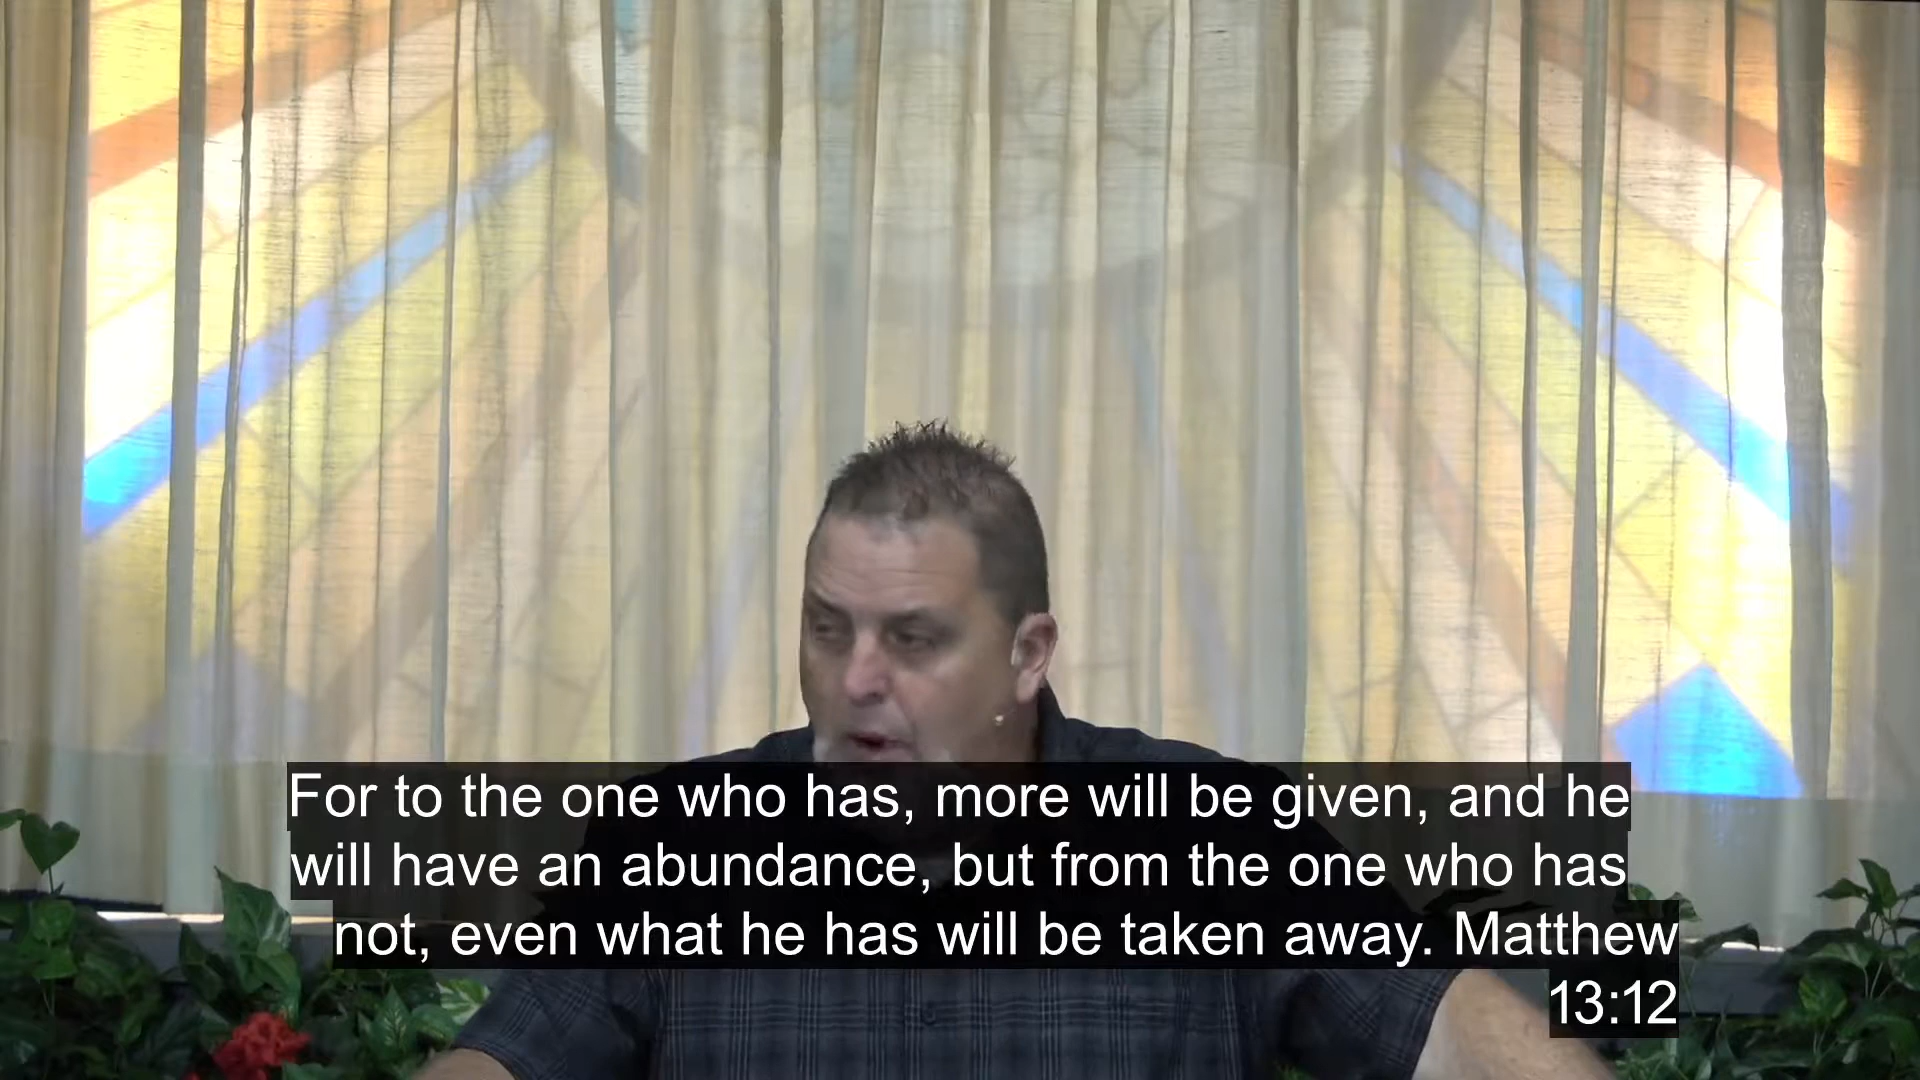 For to the one who has, more will be given, and he
will have an abundance, but from the one who has
not, even what he has will be taken away. Matthew
13:12